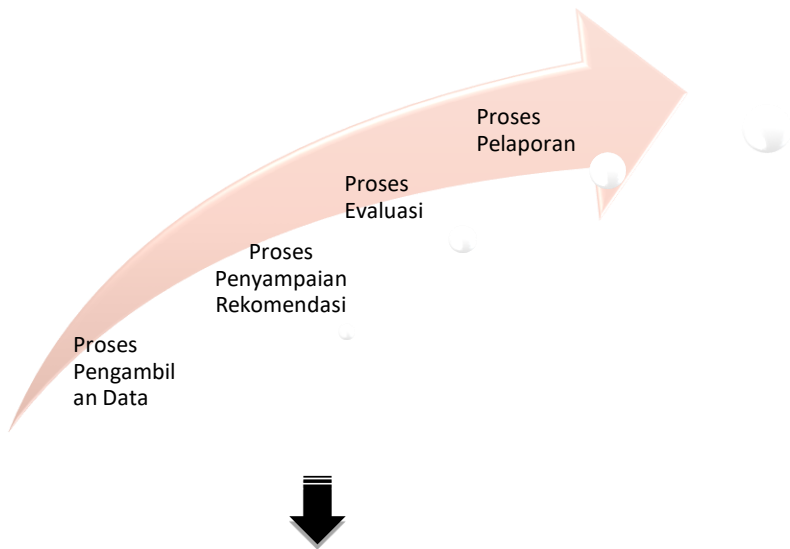 Proses
Pelaporan
Proses
Evaluasi
Proses
Penyampaian
Rekomendasi
Proses
Pengambil
an Data